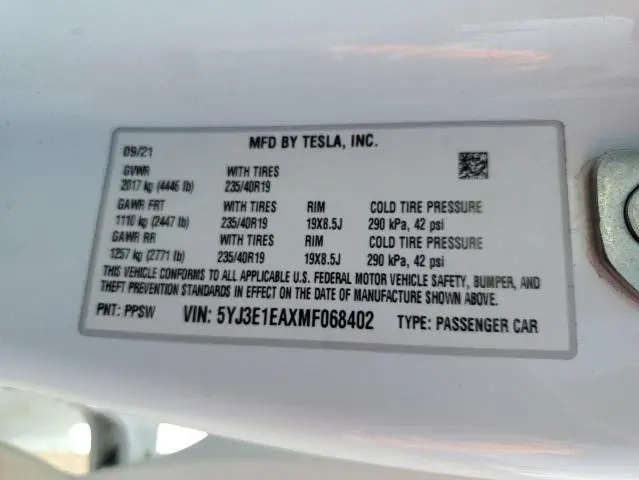 MFD BY TESLA, INC.
09/21
GVWR WITH TIRES
2017 kg (4446 lb) 235/40R19
GAWR FRT WITH TIRES RIM COLD TIRE PRESSURE
1110 kg (2447 lb) 235/40R19 19X8.5J 290 kPa, 42 psi
GAWR RR WITH TIRES RIM COLD TIRE PRESSURE
1257 kg (2771 lb) 235/40R19 19X8.5J 290 kPa, 42 psi
THIS VEHICLE CONFORMS TO ALL APPLICABLE U.S. FEDERAL MOTOR VEHICLE SAFETY, BUMPER, AND
THEFT PREVENTION STANDARDS IN EFFECT ON THE DATE OF MANUFACTURE SHOWN ABOVE.
PNT: PPSW VIN: 5YJ3E1EAXMF068402 TYPE: PASSENGER CAR